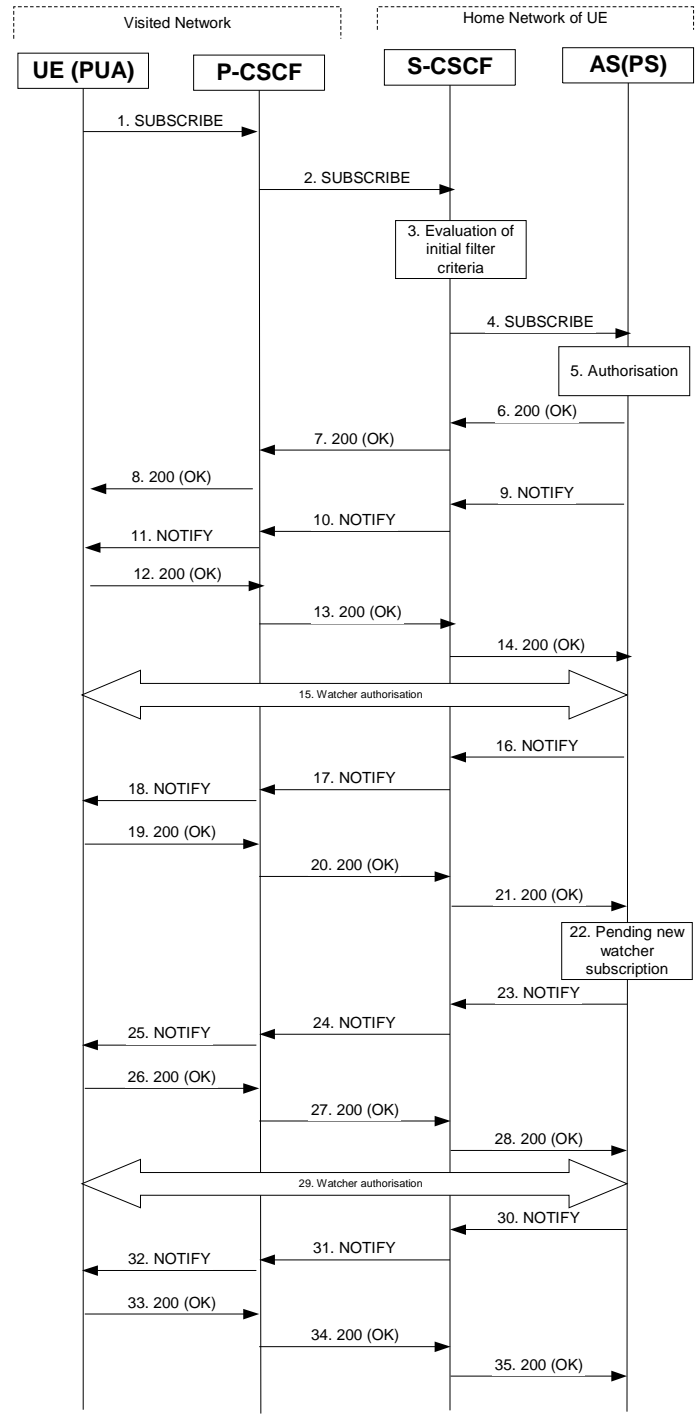 Visited Network
Home Network of UE
UE (PUA)
P-CSCF
S-CSCF
AS(PS)
1. SUBSCRIBE
2. SUBSCRIBE
3. Evaluation of
initial filter
criteria
4. SUBSCRIBE
5. Authorisation
6. 200 (OK)
7. 200 (OK)
8. 200 (OK)
9. NOTIFY
10. NOTIFY
11. NOTIFY
12. 200 (OK)
13. 200 (OK)
14. 200 (OK)
15. Watcher authorisation
16. NOTIFY
17. NOTIFY
18. NOTIFY
19. 200 (OK)
20. 200 (OK)
21. 200 (OK)
22. Pending new
watcher
subscription
23. NOTIFY
24. NOTIFY
25. NOTIFY
26. 200 (OK)
27. 200 (OK)
28. 200 (OK)
29. Watcher authorisation
30. NOTIFY
31. NOTIFY
32. NOTIFY
33. 200 (OK)
34. 200 (OK)
35. 200 (OK)